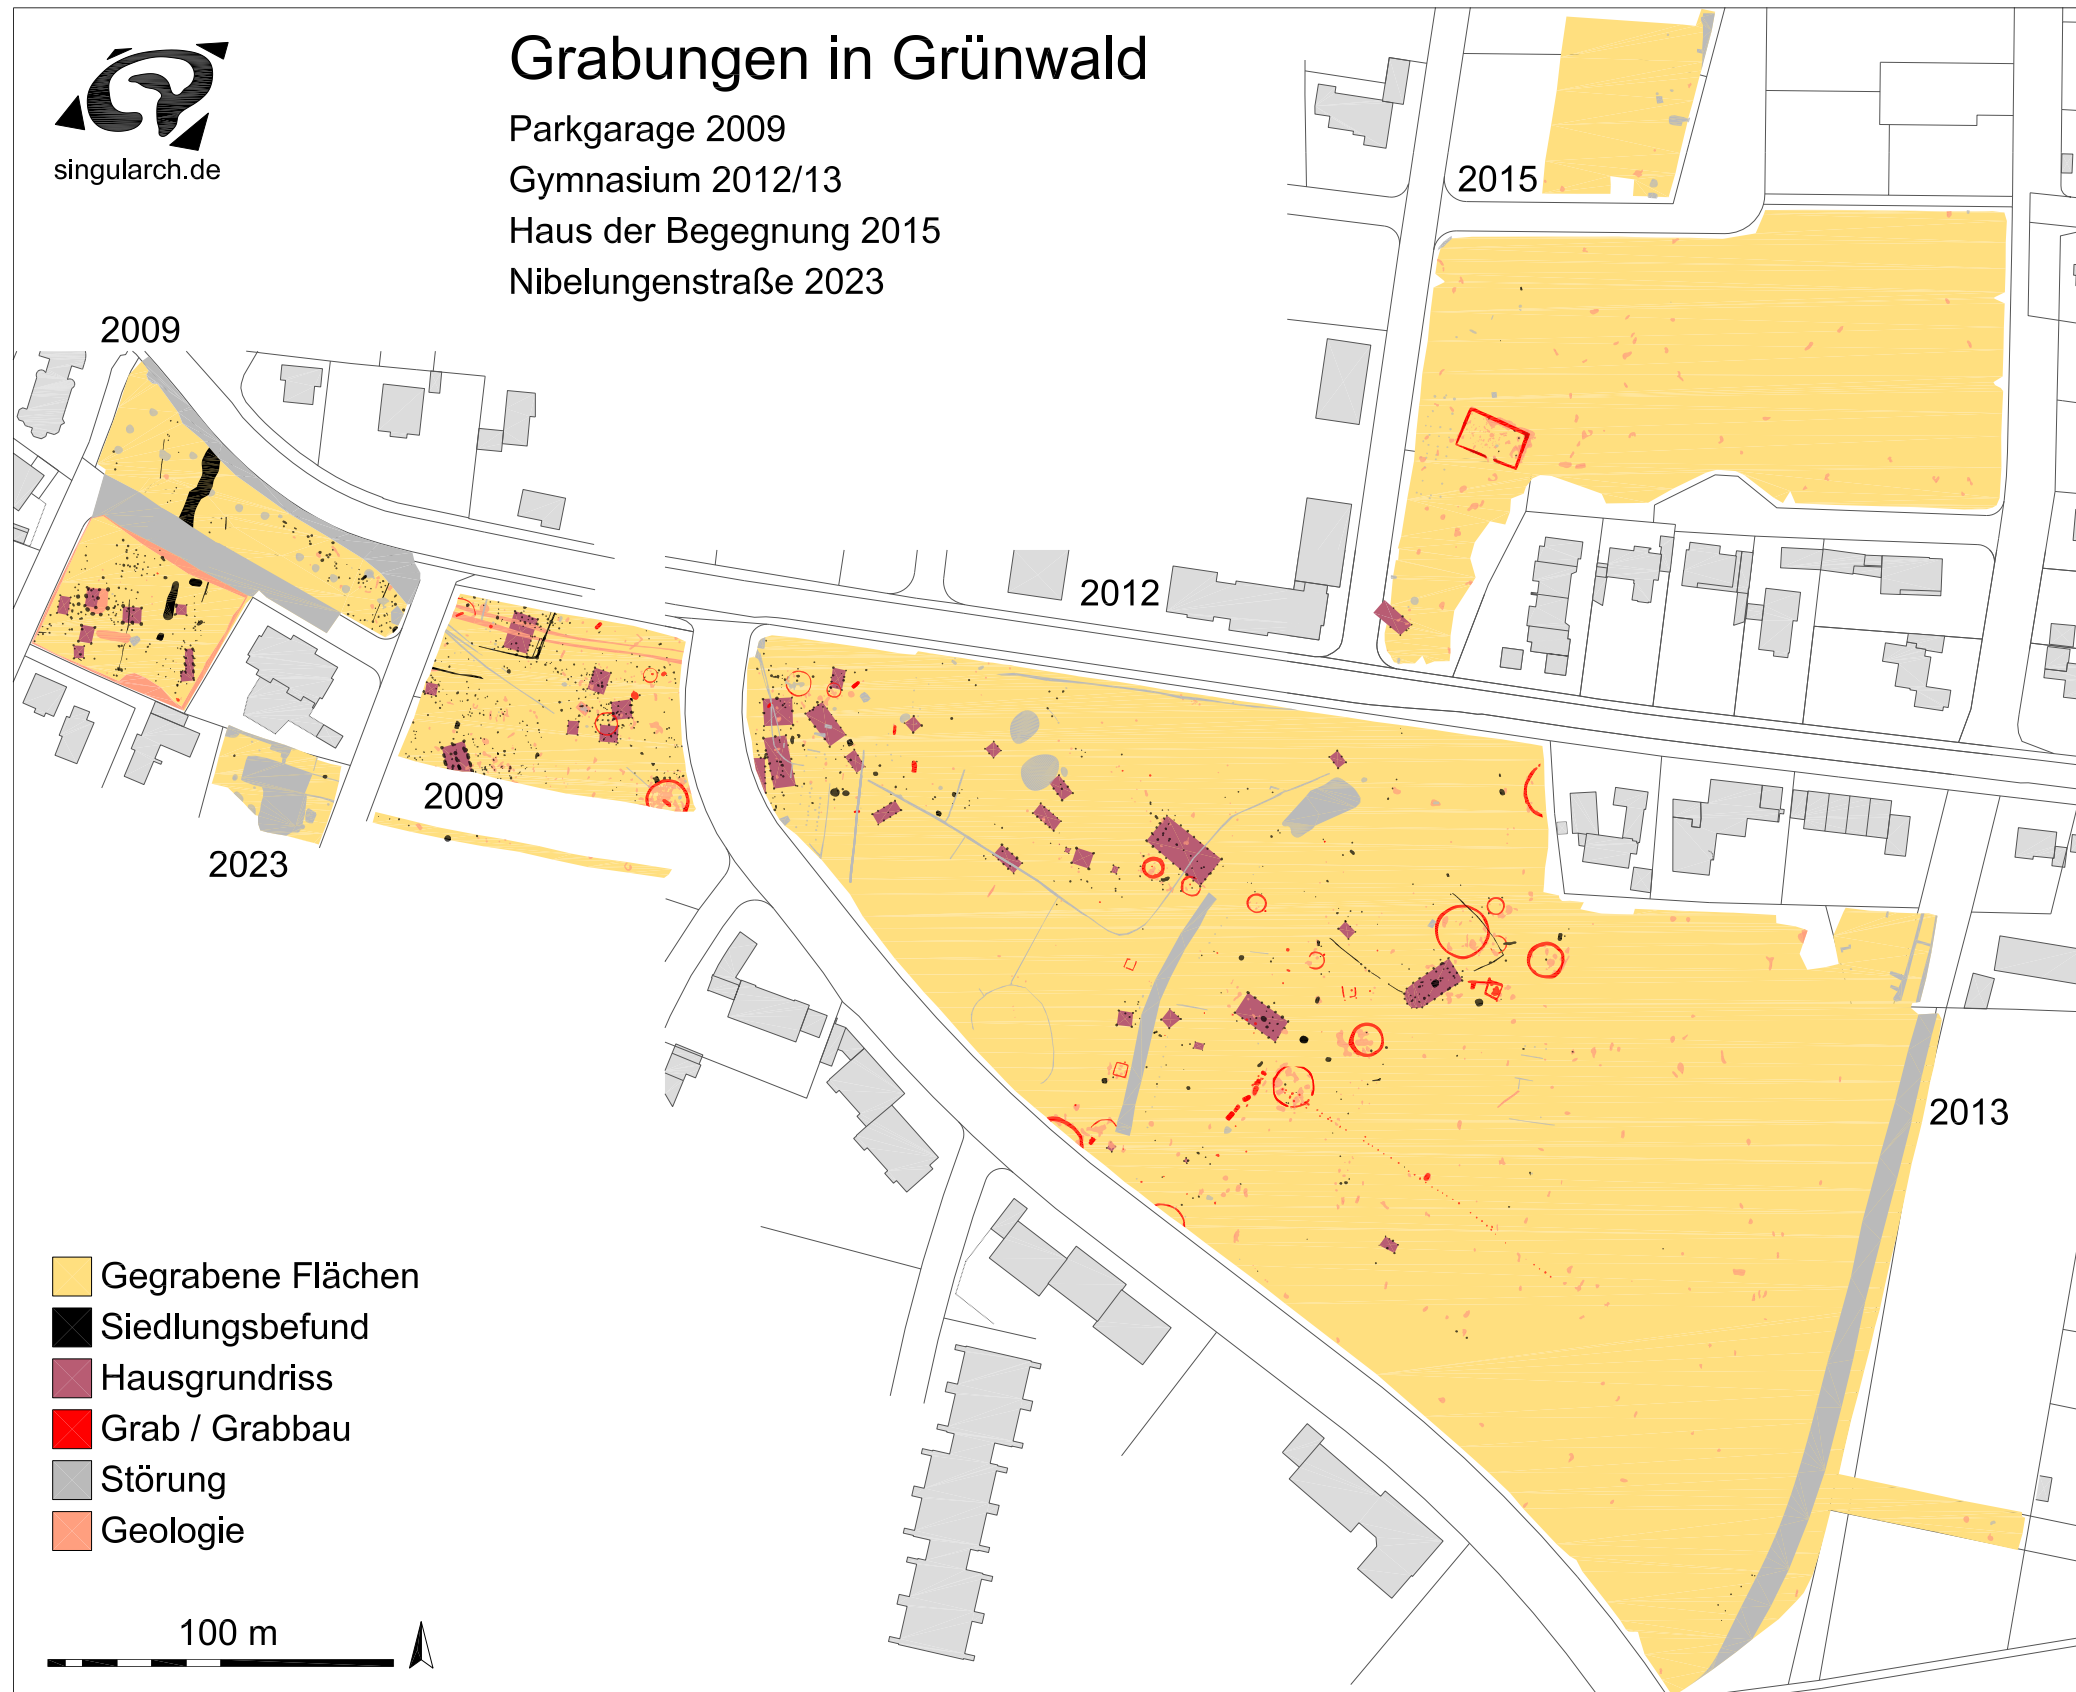 Grabungen in Grünwald
Parkgarage 2009
Gymnasium 2012/13
Haus der Begegnung 2015
Nibelungenstraße 2023
singularch.de
2015
2009
2012
2009
2023
2013
Gegrabene Flächen
Siedlungsbefund
Hausgrundriss
Grab / Grabbau
Störung
Geologie
100 m